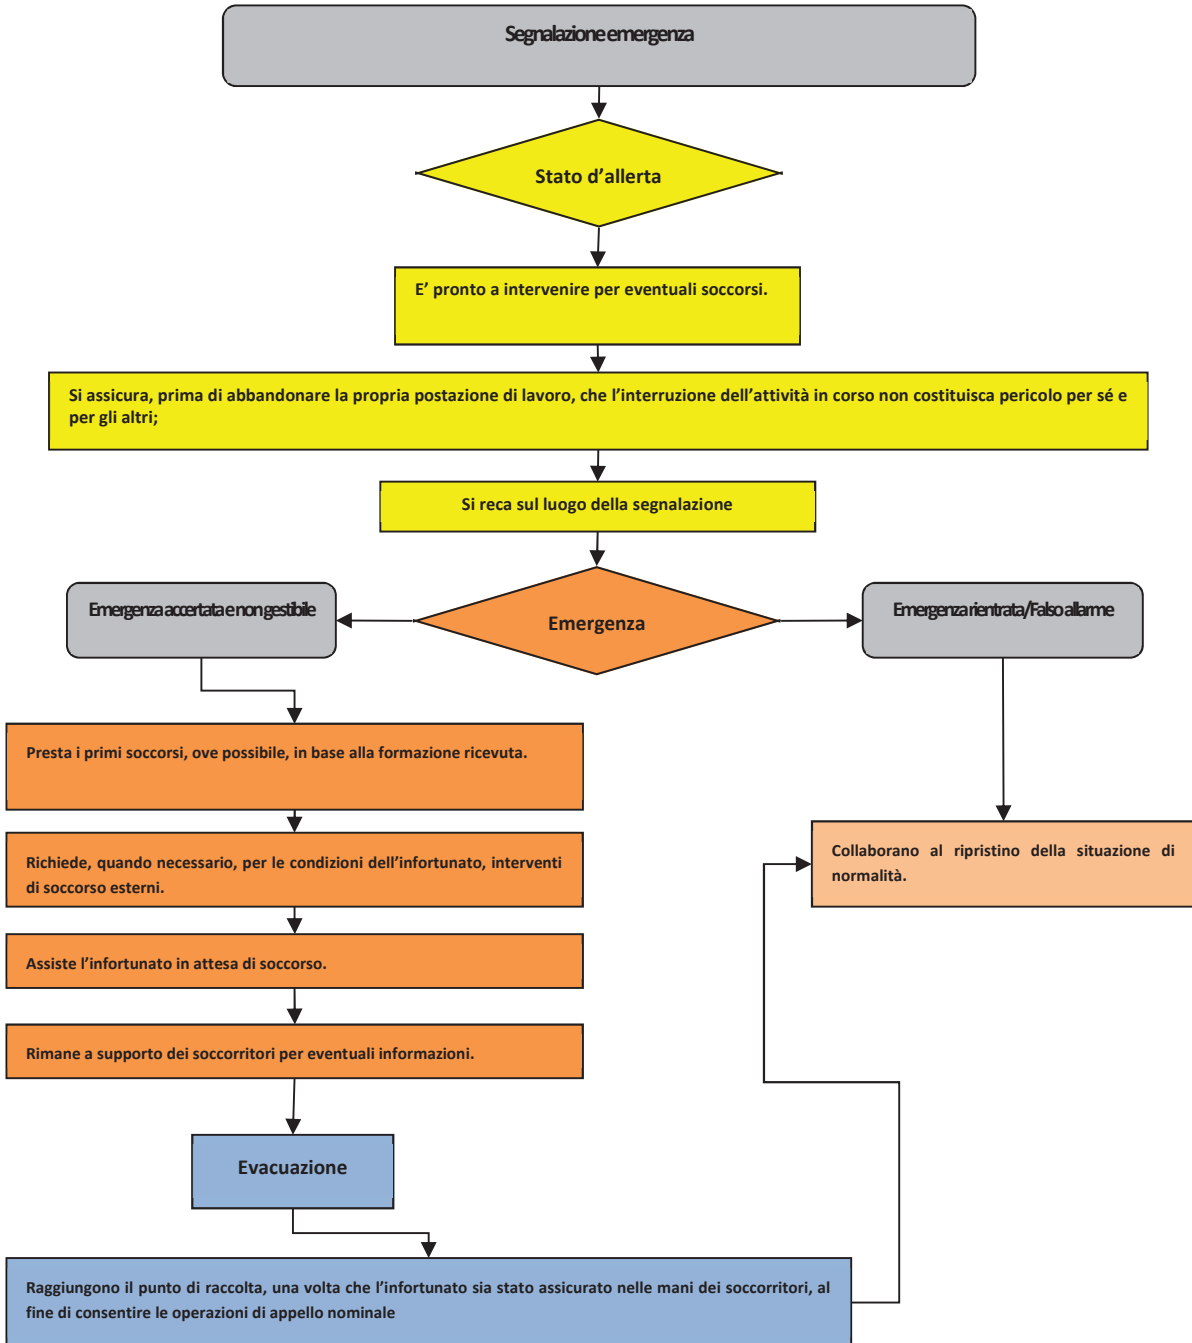 Segnalazione emergenza
Stato d’allerta
E’ pronto a intervenire per eventuali soccorsi.
Si assicura, prima di abbandonare la propria postazione di lavoro, che l’interruzione dell’attività in corso non costituisca pericolo per sé e
per gli altri;
Si reca sul luogo della segnalazione
Emergenza accertata e non gestibile
Emergenza
Emergenza rientrata/Falso allarme
Presta i primi soccorsi, ove possibile, in base alla formazione ricevuta.
Richiede, quando necessario, per le condizioni dell’infortunato, interventi
di soccorso esterni.
Collaborano al ripristino della situazione di
normalità.
Assiste l’infortunato in attesa di soccorso.
Rimane a supporto dei soccorritori per eventuali informazioni.
Evacuazione
Raggiungono il punto di raccolta, una volta che l’infortunato sia stato assicurato nelle mani dei soccorritori, al
fine di consentire le operazioni di appello nominale